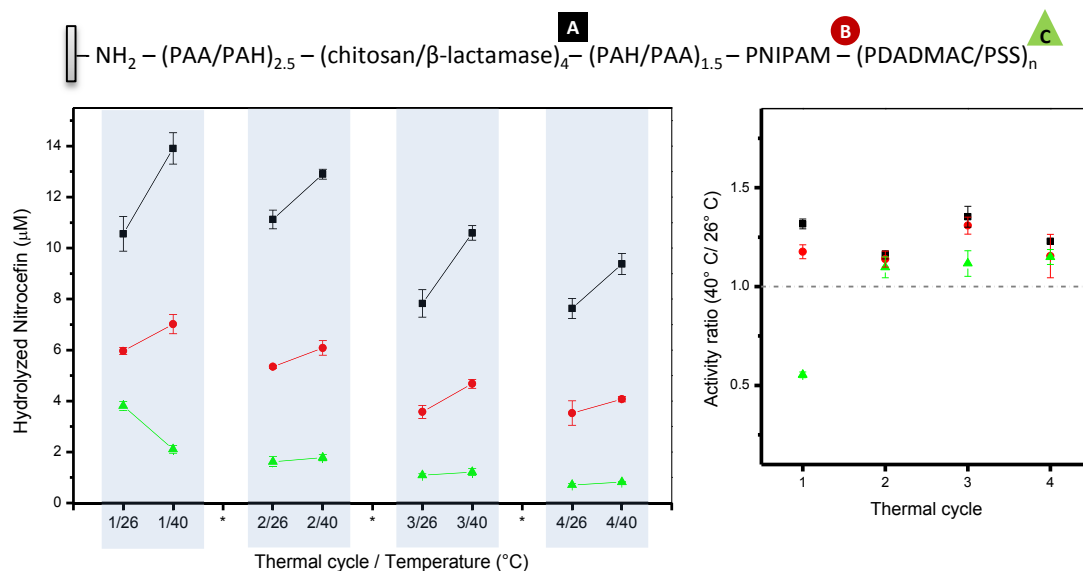 A B C
NH2 – (PAA/PAH)2.5 – (chitosan/β-lactamase)4 – (PAH/PAA)1.5 – PNIPAM – (PDADMAC/PSS)n
Hydrolyzed Nitrocefin (μM)
14
12
10
8
6
4
2
0
1/26 1/40 * 2/26 2/40 * 3/26 3/40 * 4/26 4/40
Thermal cycle / Temperature (°C)
Activity ratio (40° C/ 26° C)
1.5
1.0
0.5
1 2 3 4
Thermal cycle